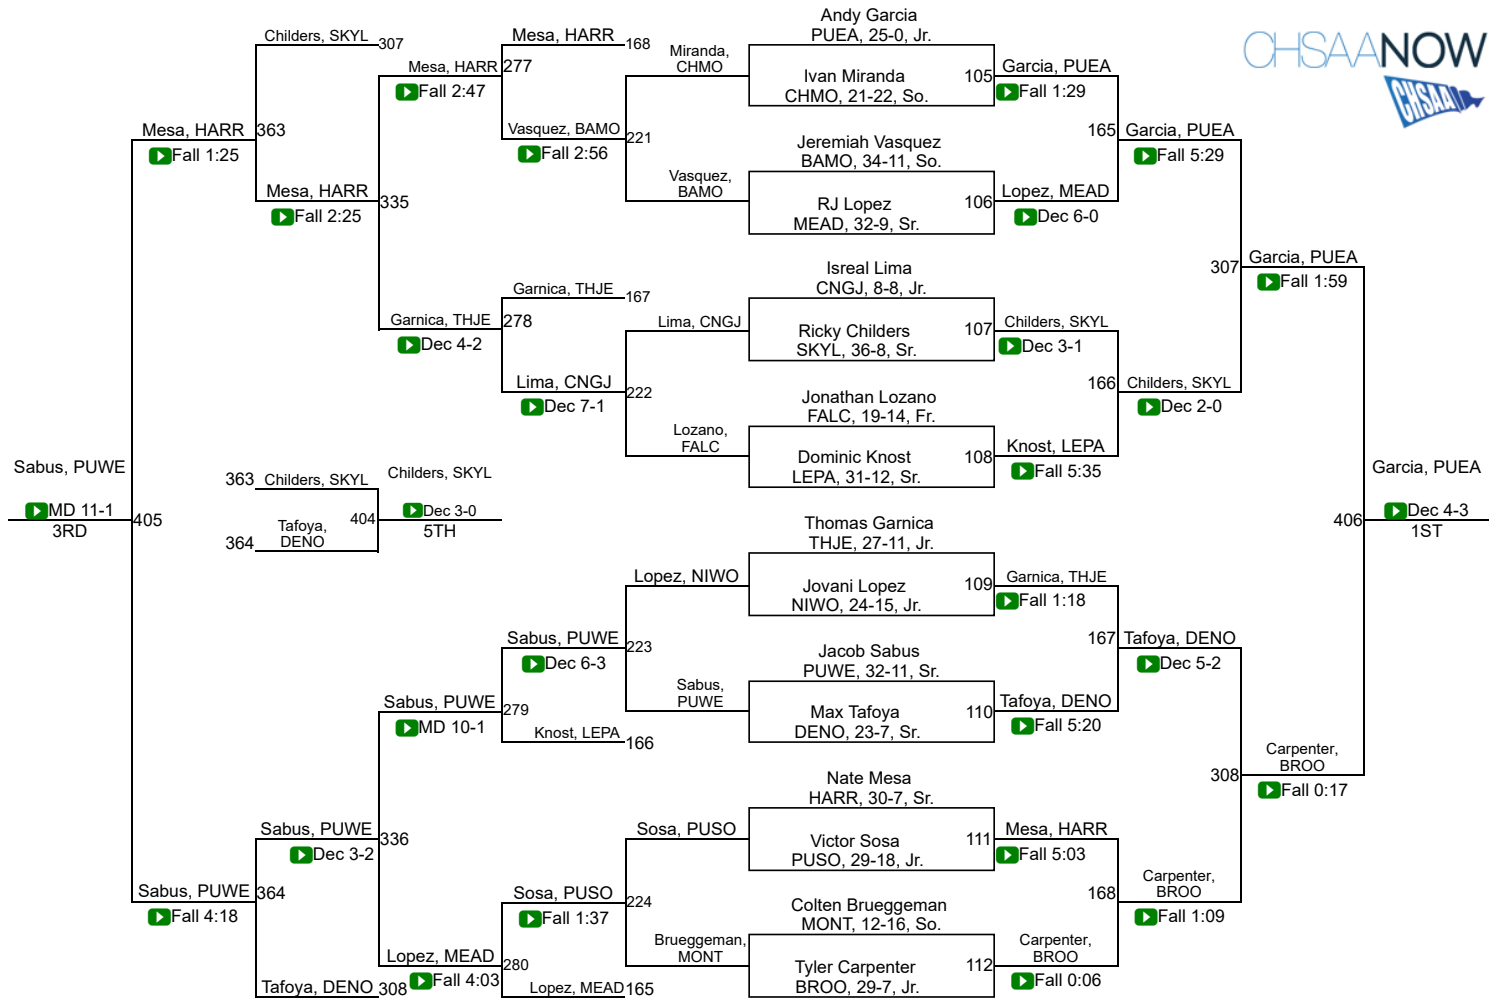 Andy Garcia
PUEA, 25-0, Jr.
CHSAANOW
CHSAA
Childers, SKYL 307
Mesa, HARR 168
Miranda,
CHMO
Mesa, HARR 277
Fall 2:47
Ivan Miranda
CHMO, 21-22, So.
105
Garcia, PUEA
Fall 1:29
Mesa, HARR 363
Fall 1:25
Vasquez, BAMO 221
Fall 2:56
Jeremiah Vasquez
BAMO, 34-11, So.
165
Garcia, PUEA
Fall 5:29
Vasquez,
BAMO
Mesa, HARR 335
Fall 2:25
RJ Lopez
MEAD, 32-9, Sr.
106
Lopez, MEAD
Dec 6-0
Isreal Lima
CNGJ, 8-8, Jr.
307
Garcia, PUEA
Fall 1:59
Garnica, THJE 167
Garnica, THJE 278
Dec 4-2
Lima, CNGJ
Ricky Childers
SKYL, 36-8, Sr.
107
Childers, SKYL
Dec 3-1
Lima, CNGJ 222
Dec 7-1
Jonathan Lozano
FALC, 19-14, Fr.
166
Childers, SKYL
Dec 2-0
Lozano,
FALC
Dominic Knost
LEPA, 31-12, Sr.
108
Knost, LEPA
Fall 5:35
Sabus, PUWE
MD 11-1
3RD
405
363 Childers, SKYL
364 Tafoya,
DENO
404
Childers, SKYL
Dec 3-0
5TH
406
Garcia, PUEA
Dec 4-3
1ST
Thomas Garnica
THJE, 27-11, Jr.
Lopez, NIWO
Jovani Lopez
NIWO, 24-15, Jr.
109
Garnica, THJE
Fall 1:18
Sabus, PUWE 223
Dec 6-3
Jacob Sabus
PUWE, 32-11, Sr.
167
Tafoya, DENO
Dec 5-2
Sabus,
PUWE
Sabus, PUWE 279
MD 10-1
Max Tafoya
DENO, 23-7, Sr.
110
Tafoya, DENO
Fall 5:20
Knost, LEPA 166
Nate Mesa
HARR, 30-7, Sr.
308
Carpenter,
BROO
Fall 0:17
Sabus, PUWE 336
Dec 3-2
Sosa, PUSO
Victor Sosa
PUSO, 29-18, Jr.
111
Mesa, HARR
Fall 5:03
Sabus, PUWE 364
Fall 4:18
Sosa, PUSO 224
Fall 1:37
Colten Brueggeman
MONT, 12-16, So.
168
Carpenter,
BROO
Fall 1:09
Brueggeman,
MONT
Lopez, MEAD 280
Fall 4:03
Tyler Carpenter
BROO, 29-7, Jr.
112
Carpenter,
BROO
Fall 0:06
Tafoya, DENO 308
Lopez, MEAD 165